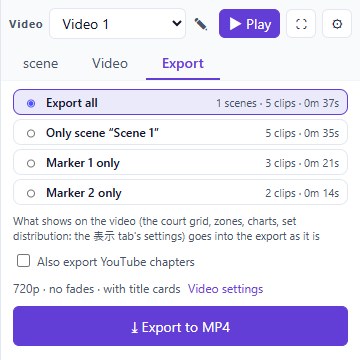 Video Video 1 Play
scene Video Export
Export all 1 scenes · 5 clips · 0m 37s
Only scene “Scene 1” 5 clips · 0m 35s
Marker 1 only 3 clips · 0m 21s
Marker 2 only 2 clips · 0m 14s
What shows on the video (the court grid, zones, charts, set
distribution: the 表示 tab's settings) goes into the export as it is
Also export YouTube chapters
720p · no fades · with title cards Video settings
Export to MP4